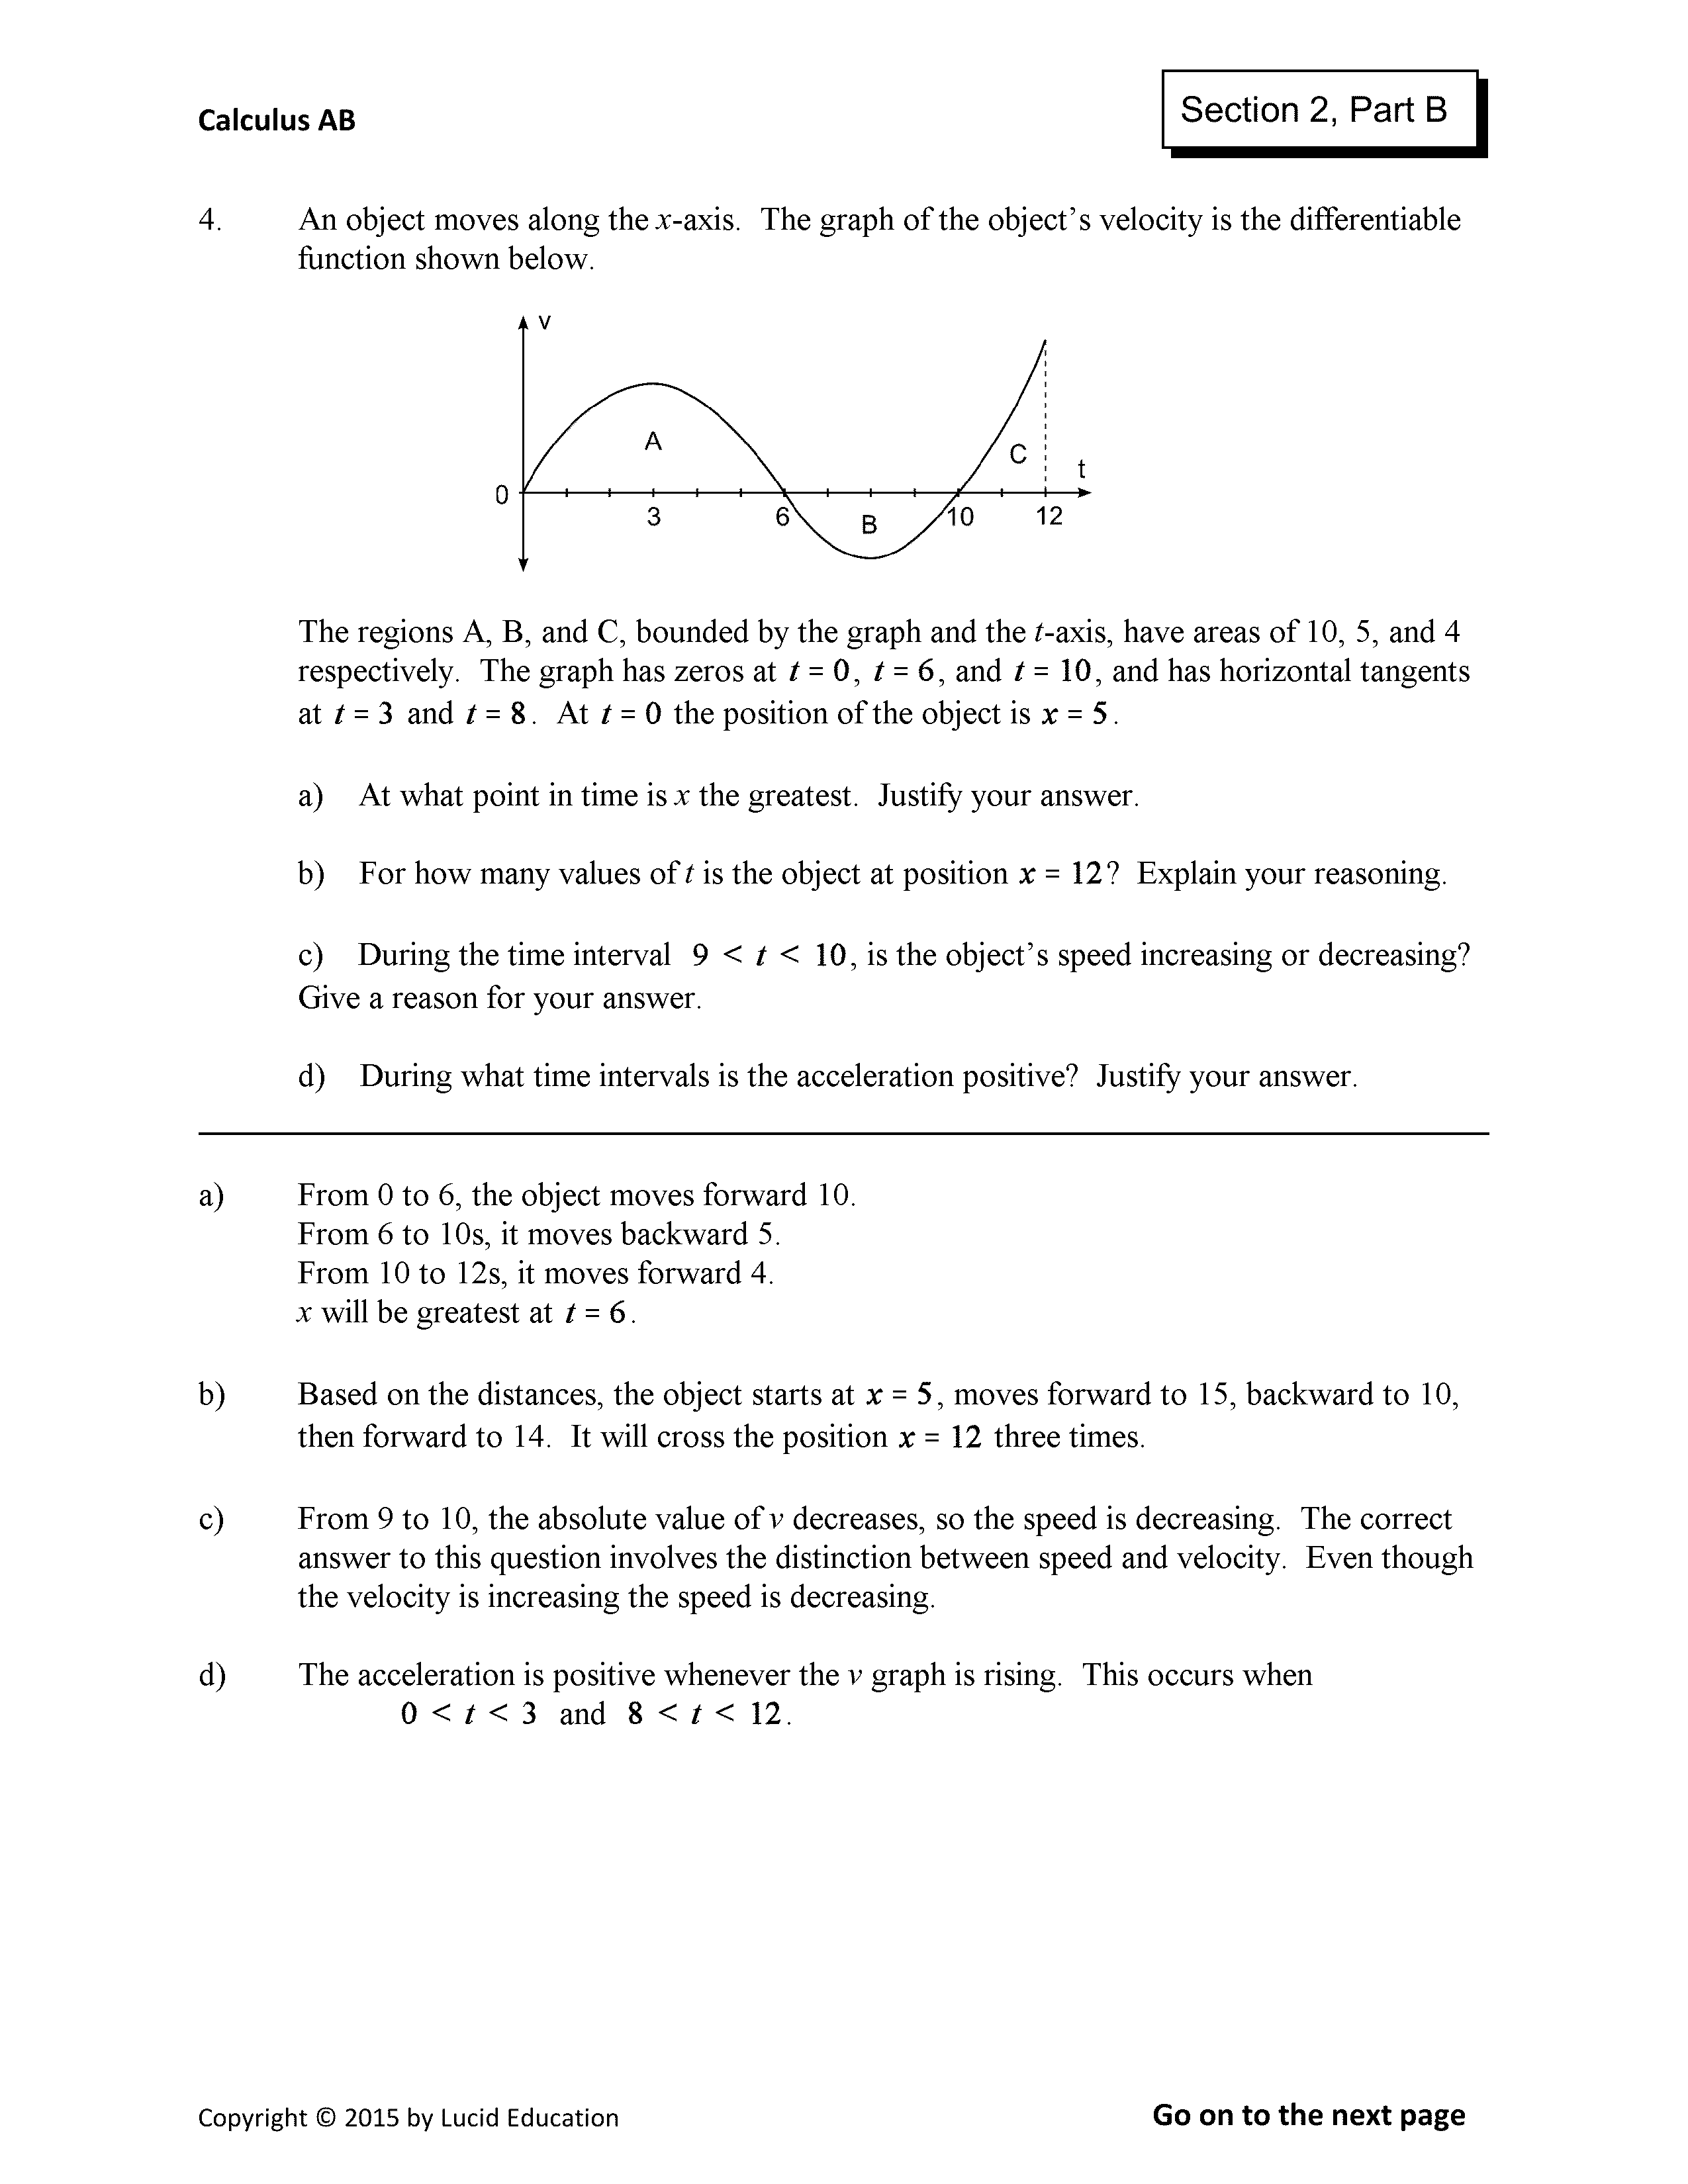 Calculus AB
Section 2, Part B
4. An object moves along the x-axis. The graph of the object's velocity is the differentiable
function shown below.
v
A
C
t
0
3
6
B
10
12
The regions A, B, and C, bounded by the graph and the t-axis, have areas of 10, 5, and 4
respectively. The graph has zeros at t = 0, t = 6, and t = 10, and has horizontal tangents
at t = 3 and t = 8. At t = 0 the position of the object is x = 5.
a) At what point in time is x the greatest. Justify your answer.
b) For how many values of t is the object at position x = 12? Explain your reasoning.
c) During the time interval 9 < t < 10, is the object's speed increasing or decreasing?
Give a reason for your answer.
d) During what time intervals is the acceleration positive? Justify your answer.
a) From 0 to 6, the object moves forward 10.
From 6 to 10s, it moves backward 5.
From 10 to 12s, it moves forward 4.
x will be greatest at t = 6.
b) Based on the distances, the object starts at x = 5, moves forward to 15, backward to 10,
then forward to 14. It will cross the position x = 12 three times.
c) From 9 to 10, the absolute value of v decreases, so the speed is decreasing. The correct
answer to this question involves the distinction between speed and velocity. Even though
the velocity is increasing the speed is decreasing.
d) The acceleration is positive whenever the v graph is rising. This occurs when
0 < t < 3 and 8 < t < 12.
Copyright © 2015 by Lucid Education
Go on to the next page